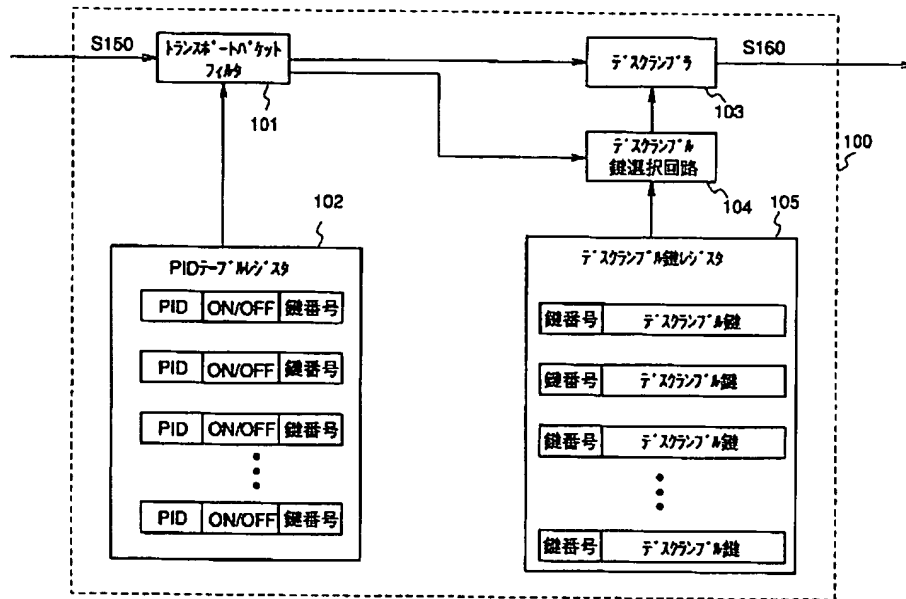 S150
トランスポートパケット
フィルタ
101
デスクランブラ
103
S160
デスクランブル
鍵選択回路
104
100
102
PIDテーブルレジスタ
PID ON/OFF 鍵番号
PID ON/OFF 鍵番号
PID ON/OFF 鍵番号
PID ON/OFF 鍵番号
105
デスクランブル鍵レジスタ
鍵番号 デスクランブル鍵
鍵番号 デスクランブル鍵
鍵番号 デスクランブル鍵
鍵番号 デスクランブル鍵